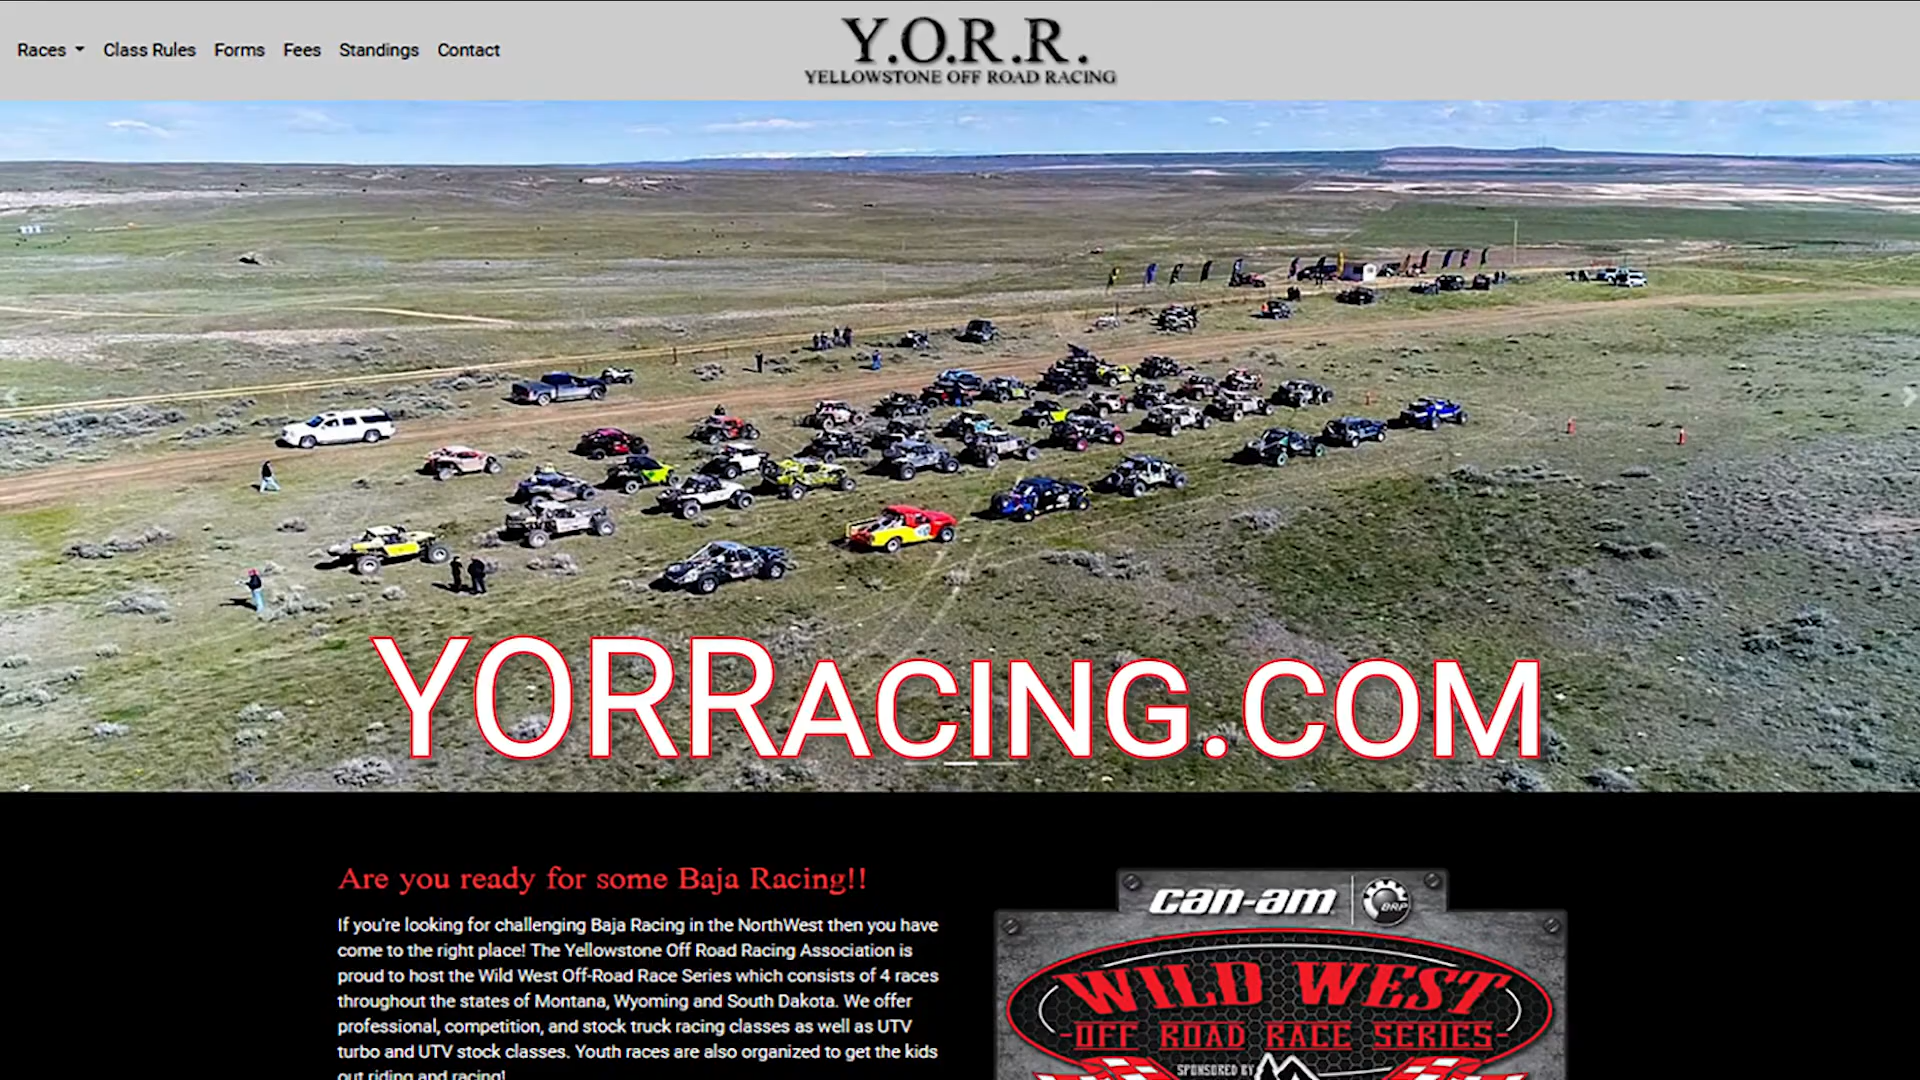 Races Class Rules Forms Fees Standings Contact
Y.O.R.R.
YELLOWSTONE OFF ROAD RACING
YORRACING.COM
Are you ready for some Baja Racing!!
If you're looking for challenging Baja Racing in the NorthWest then you have
come to the right place! The Yellowstone Off Road Racing Association is
proud to host the Wild West Off-Road Race Series which consists of 4 races
throughout the states of Montana, Wyoming and South Dakota. We offer
professional, competition, and stock truck racing classes as well as UTV
turbo and UTV stock classes. Youth races are also organized to get the kids
out riding and racing!
can-am
BRP
WILD WEST
-OFF ROAD RACE SERIES-
SPONSORED BY